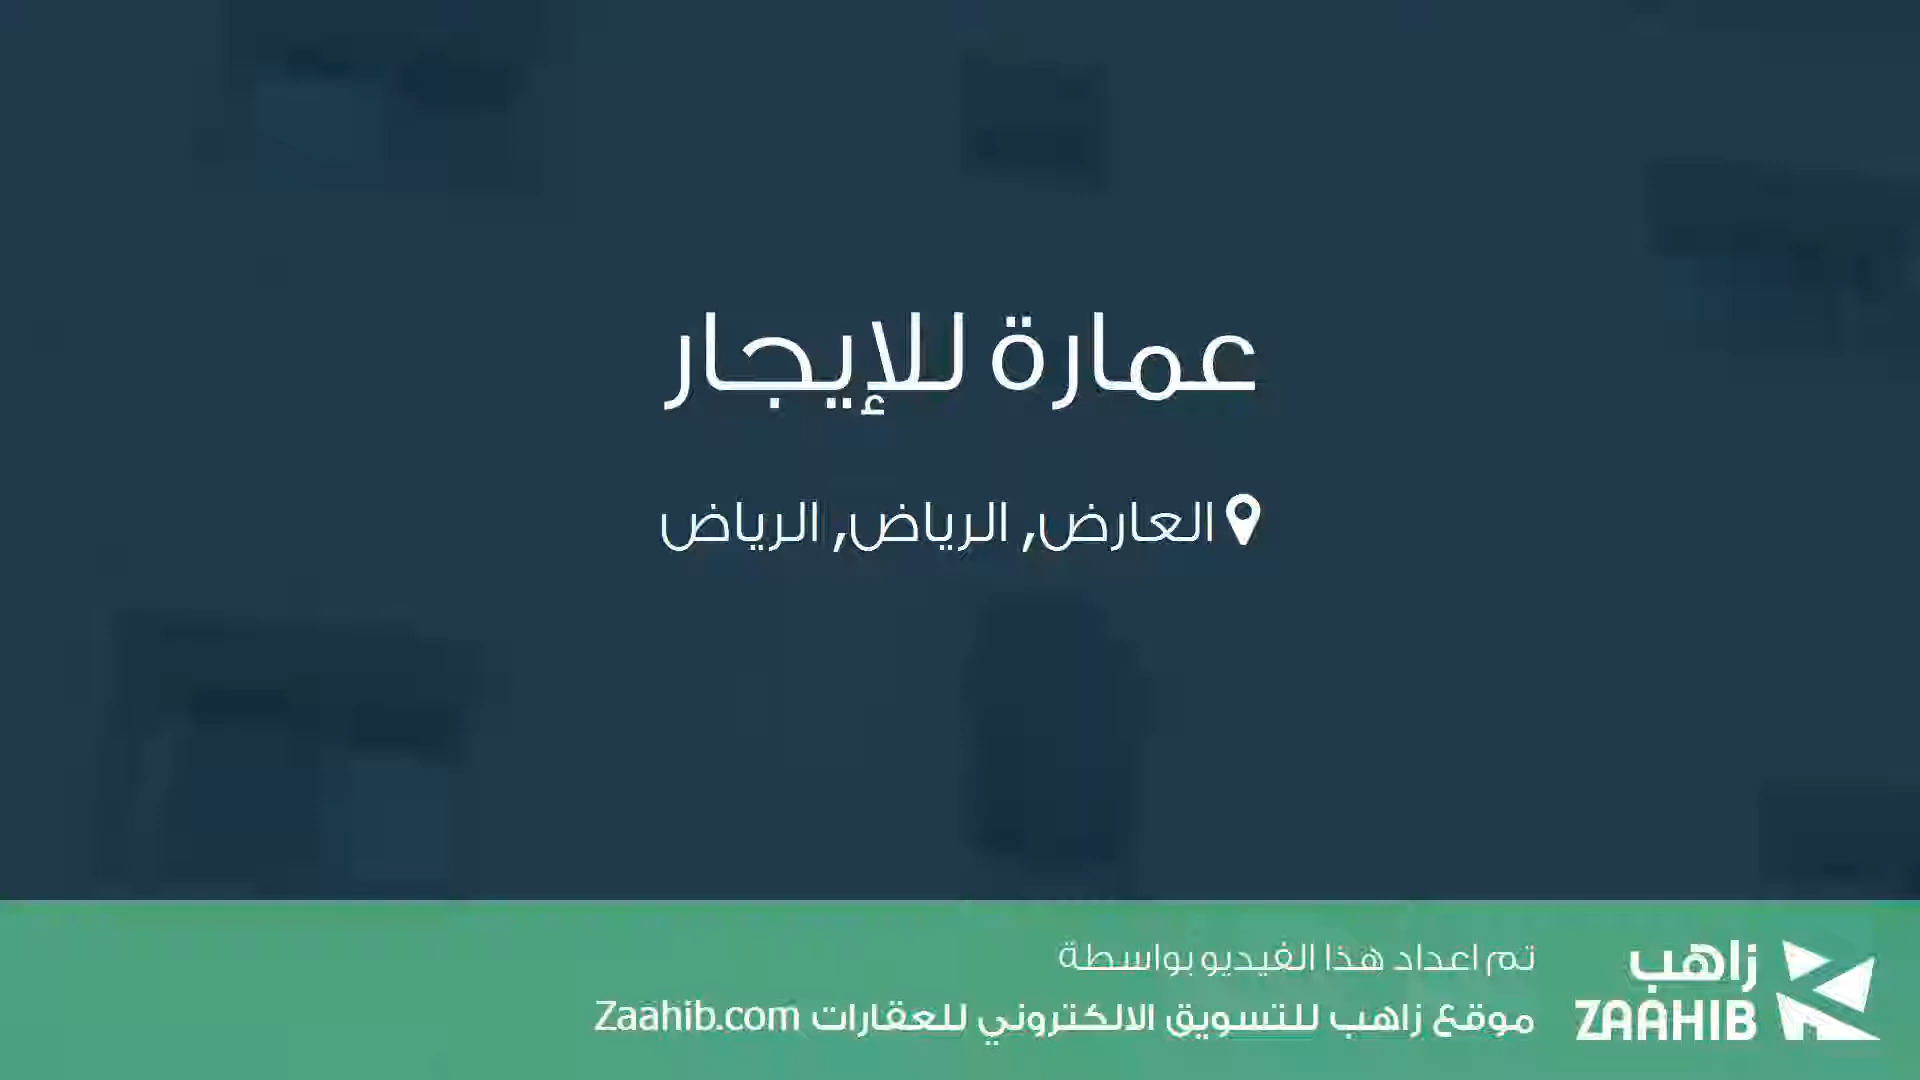 عمارة للإيجار
العارض, الرياض, الرياض
تم اعداد هذا الفيديو بواسطة
موقع زاهب للتسويق الالكتروني للعقارات Zaahib.com
زاهب
ZAAHIB